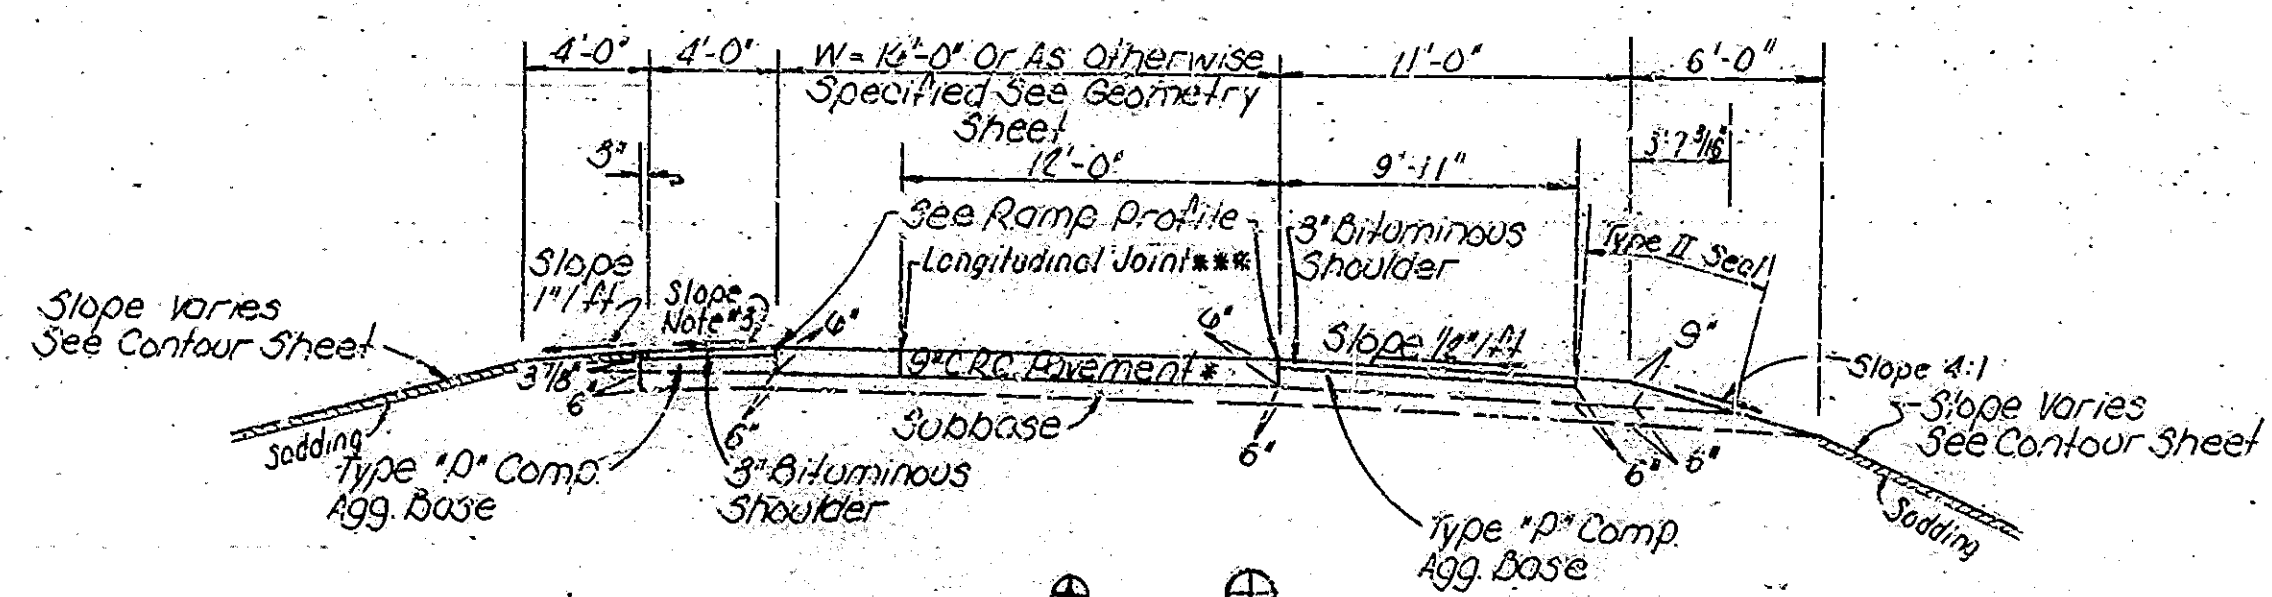 4'-0" 4'-0" W = 16'-0" Or As Otherwise 11'-0" 6'-0"
Specified See Geometry
Sheet
3" 12'-0" 9'-11" 3'-7 3/16"
See Ramp Profile
Longitudinal Joint***
3" Bituminous
Shoulder
Type II Seal
Slope
1"/ft
Slope
Note #3
Slope Varies
See Contour Sheet
6" 6" Slope 1/2"/ft 9"
3 7/8" 9" C.R.C. Pavement *
6"
Slope 4:1
Slope Varies
See Contour Sheet
Subbase
Sodding
6" 6" 6" 6"
Type "P" Comp.
Agg. Base
3" Bituminous
Shoulder
Type "P" Comp.
Agg. Base
Sodding